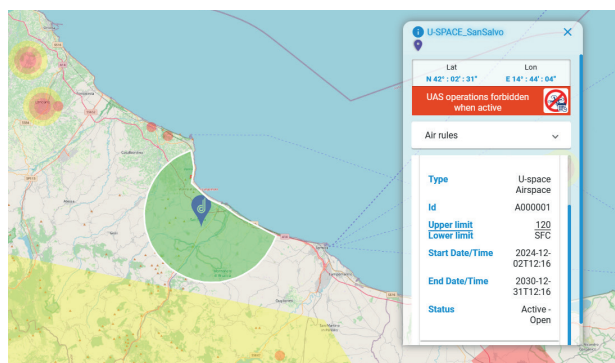 U-SPACE_SanSalvo
Lat
Lon
N 42° : 02' : 31"
E 14° : 44' : 04"
UAS operations forbidden
when active
Air rules
Type
U-space
Airspace
Id
A000001
Upper limit
120
Lower limit
SFC
Start Date/Time
2024-12-
02T12:16
End Date/Time
2030-12-
31T12:16
Status
Active -
Open